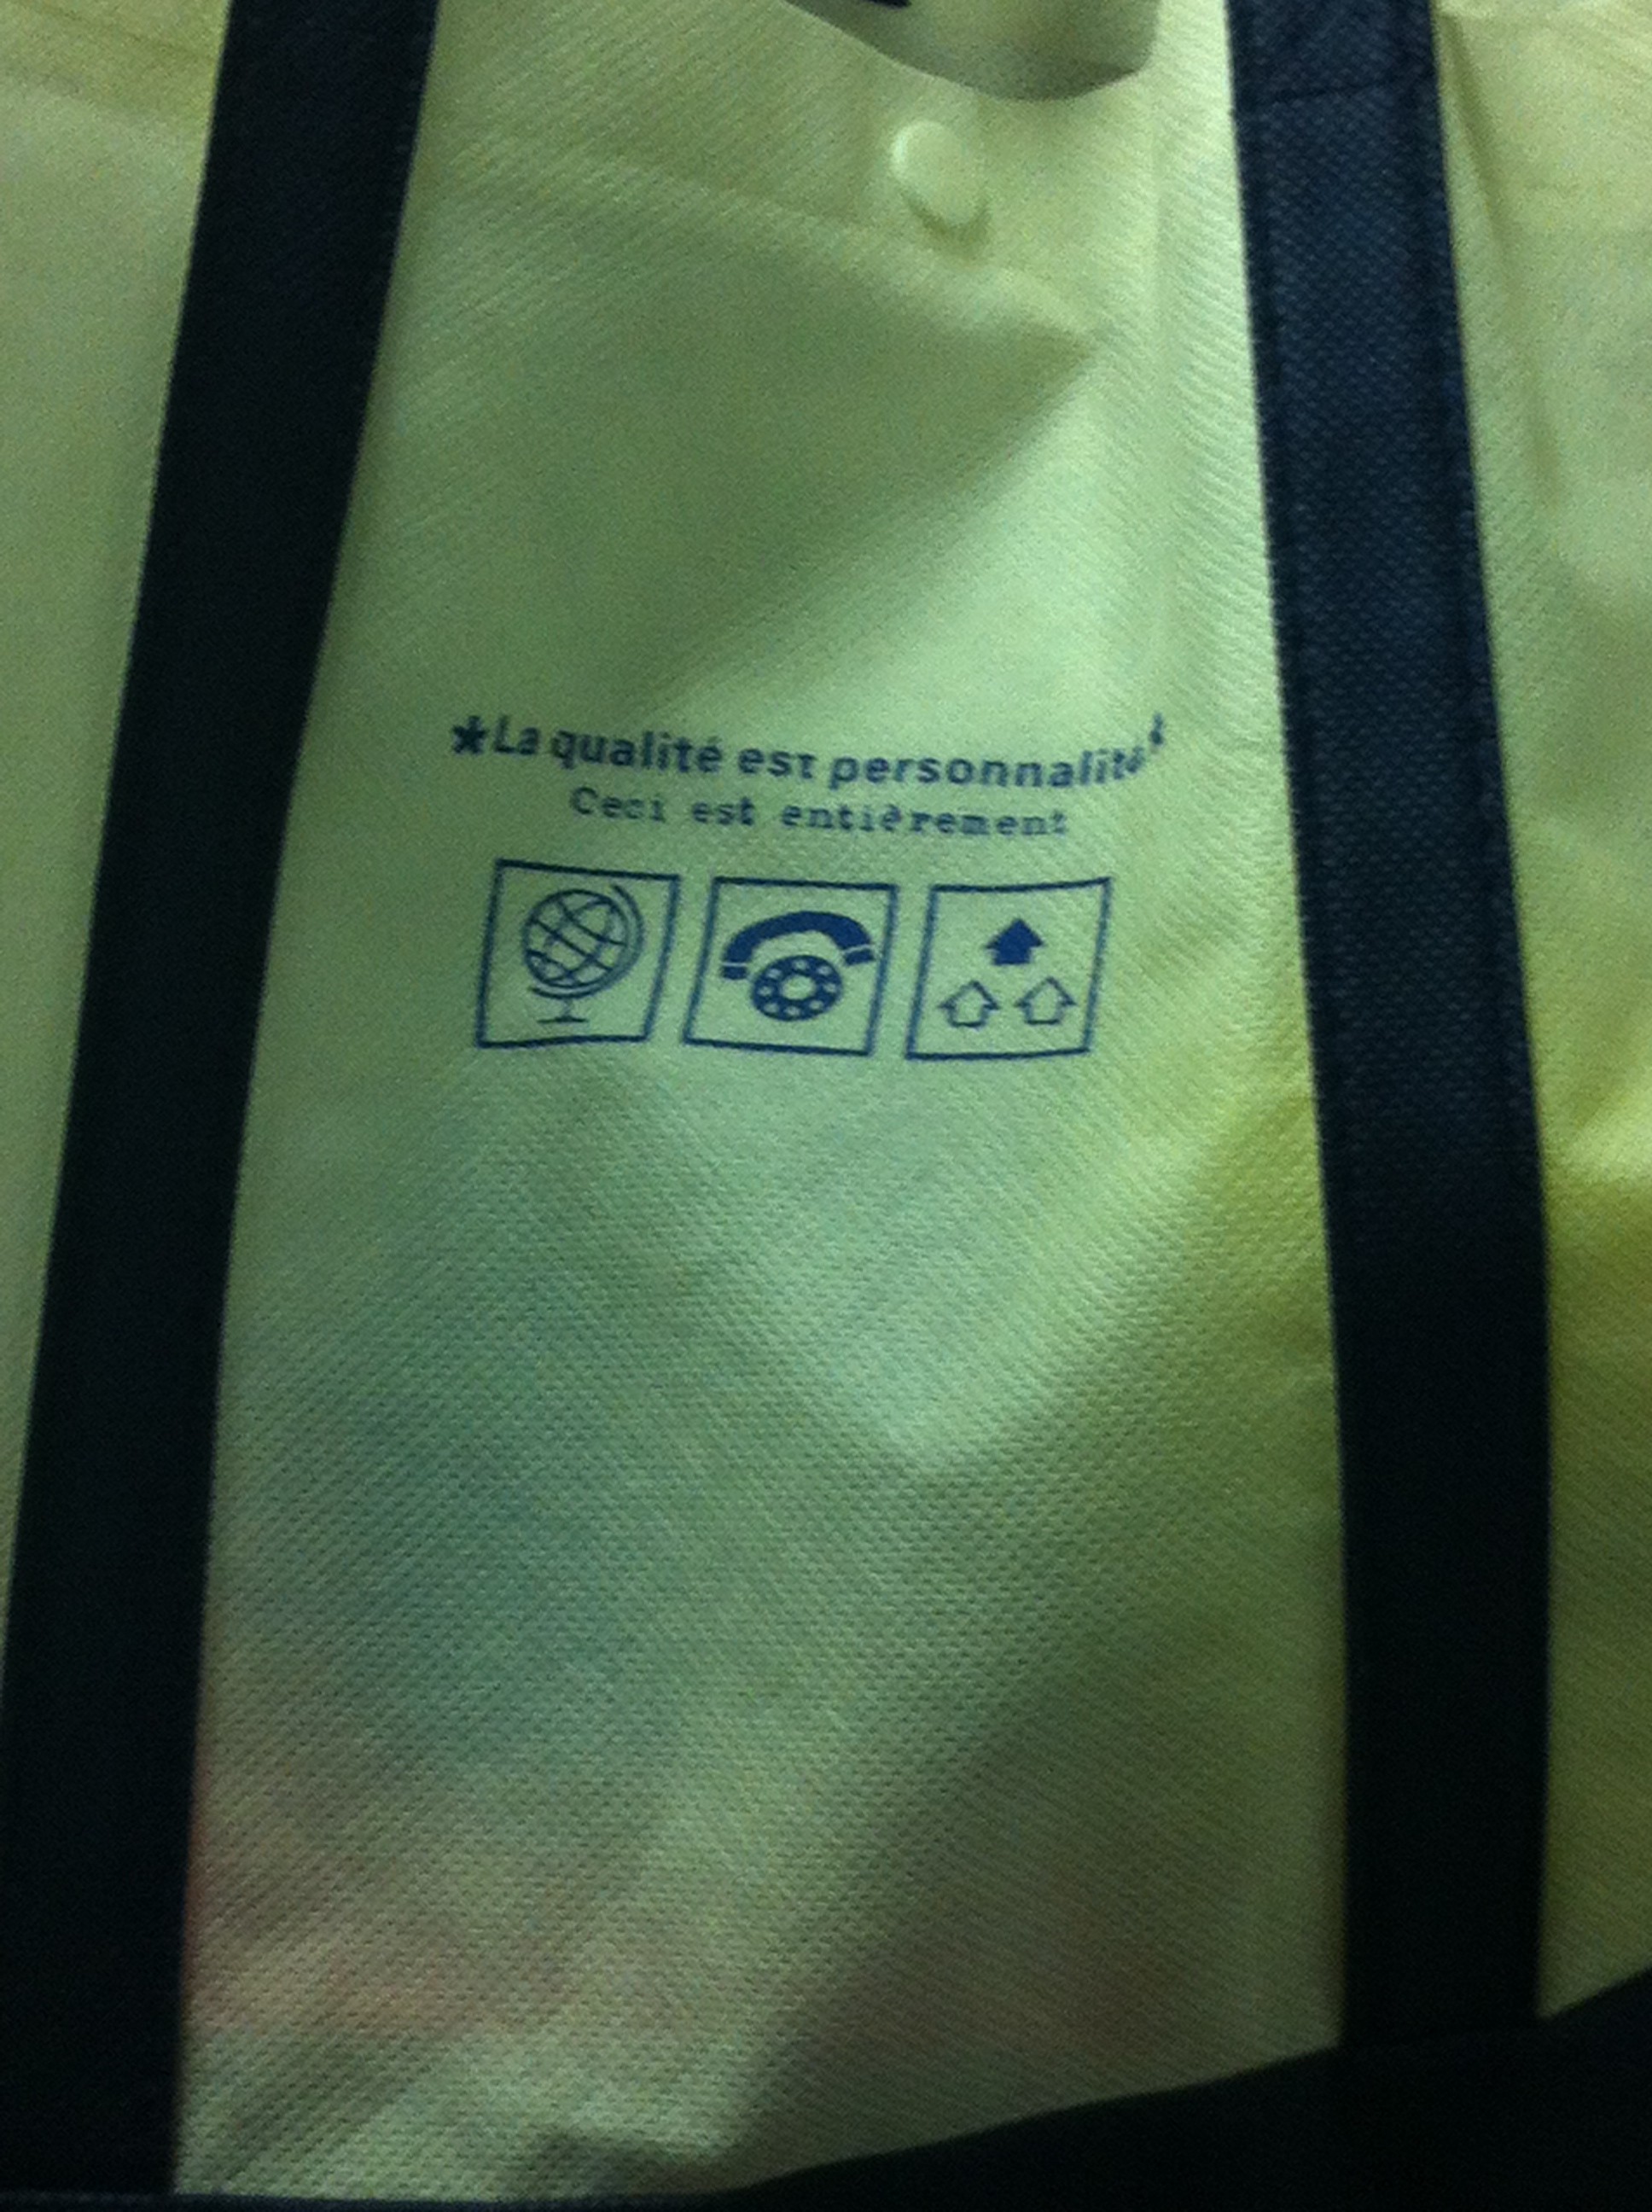 *La qualité est personnalité*
Ceci est entièrement